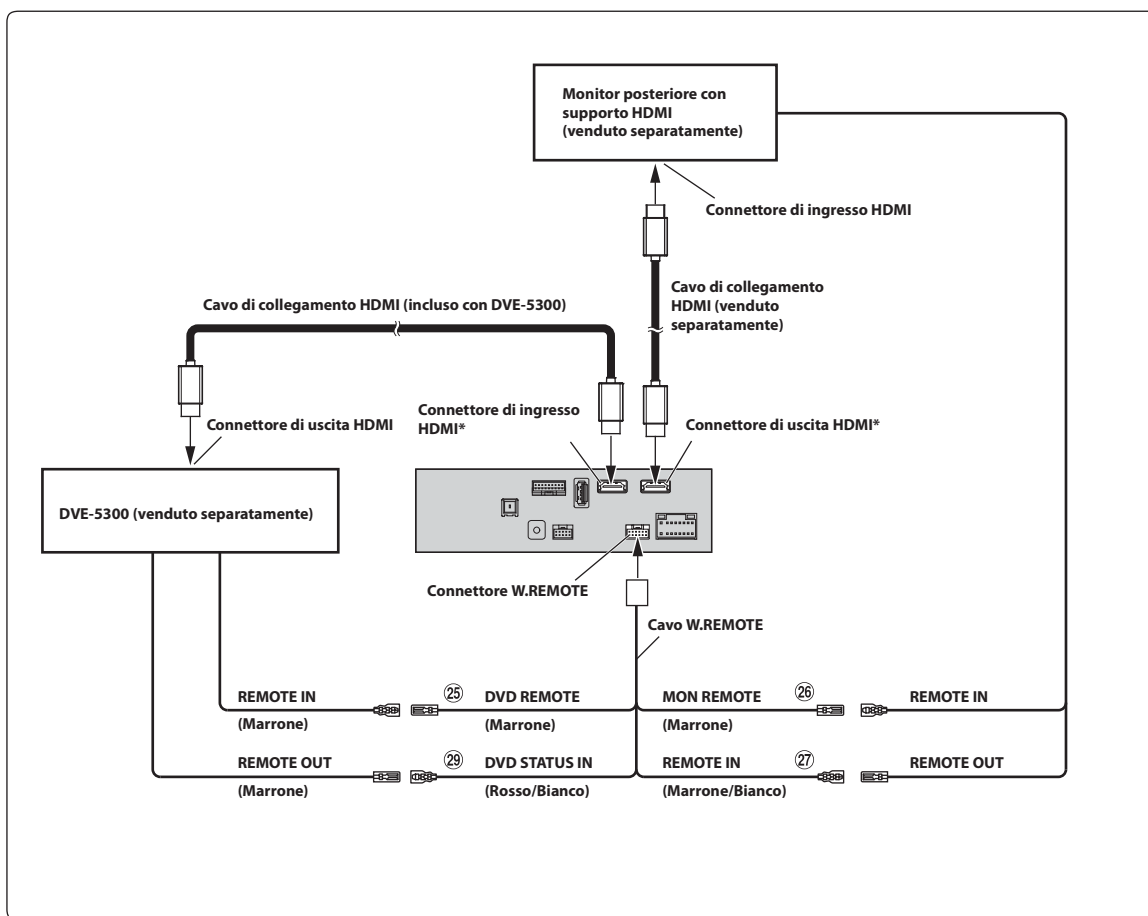 Monitor posteriore con
supporto HDMI
(venduto separatamente)
Connettore di ingresso HDMI
Cavo di collegamento
HDMI (venduto
separatamente)
Cavo di collegamento HDMI (incluso con DVE-5300)
Connettore di uscita HDMI
Connettore di ingresso
HDMI*
Connettore di uscita HDMI*
DVE-5300 (venduto separatamente)
Connettore W.REMOTE
Cavo W.REMOTE
REMOTE IN
(Marrone)
㉕
DVD REMOTE
(Marrone)
MON REMOTE
(Marrone)
㉖
REMOTE IN
REMOTE OUT
(Marrone)
㉙
DVD STATUS IN
(Rosso/Bianco)
REMOTE IN
(Marrone/Bianco)
㉗
REMOTE OUT